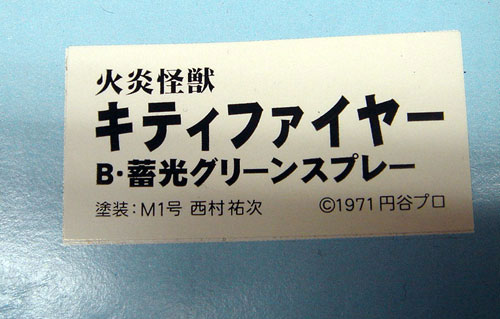 火炎怪獣
キティファイヤー
B・蓄光グリーンスプレー
塗装:M1号 西村祐次 ©1971 円谷プロ